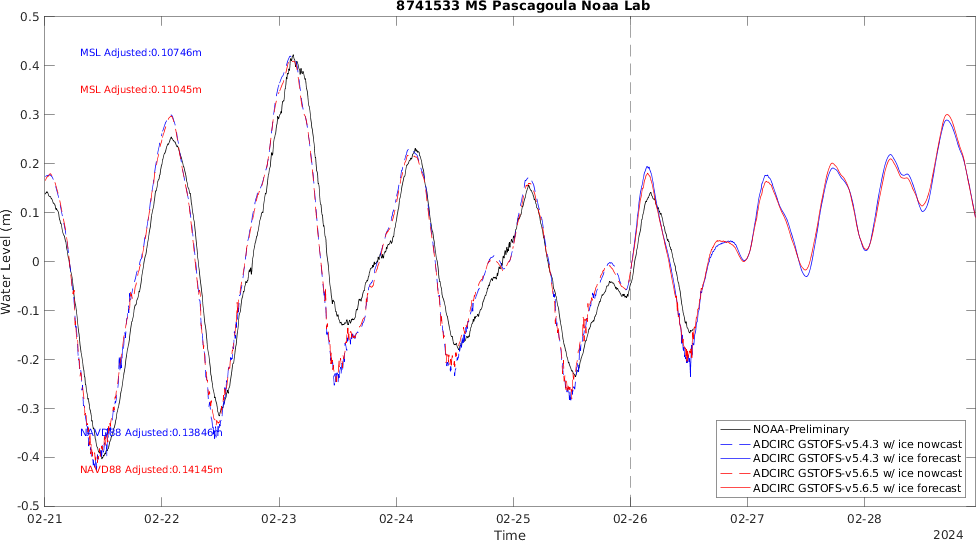 8741533 MS Pascagoula Noaa Lab
0.5
0.4
0.3
0.2
0.1
0
-0.1
-0.2
-0.3
-0.4
-0.5
Water Level (m)
MSL Adjusted:0.10746m
MSL Adjusted:0.11045m
NAVD88 Adjusted:0.13846m
NAVD88 Adjusted:0.14145m
NOAA-Preliminary
ADCIRC GSTOFS-v5.4.3 w/ ice nowcast
ADCIRC GSTOFS-v5.4.3 w/ ice forecast
ADCIRC GSTOFS-v5.6.5 w/ ice nowcast
ADCIRC GSTOFS-v5.6.5 w/ ice forecast
02-21 02-22 02-23 02-24 02-25 02-26 02-27 02-28
Time
2024